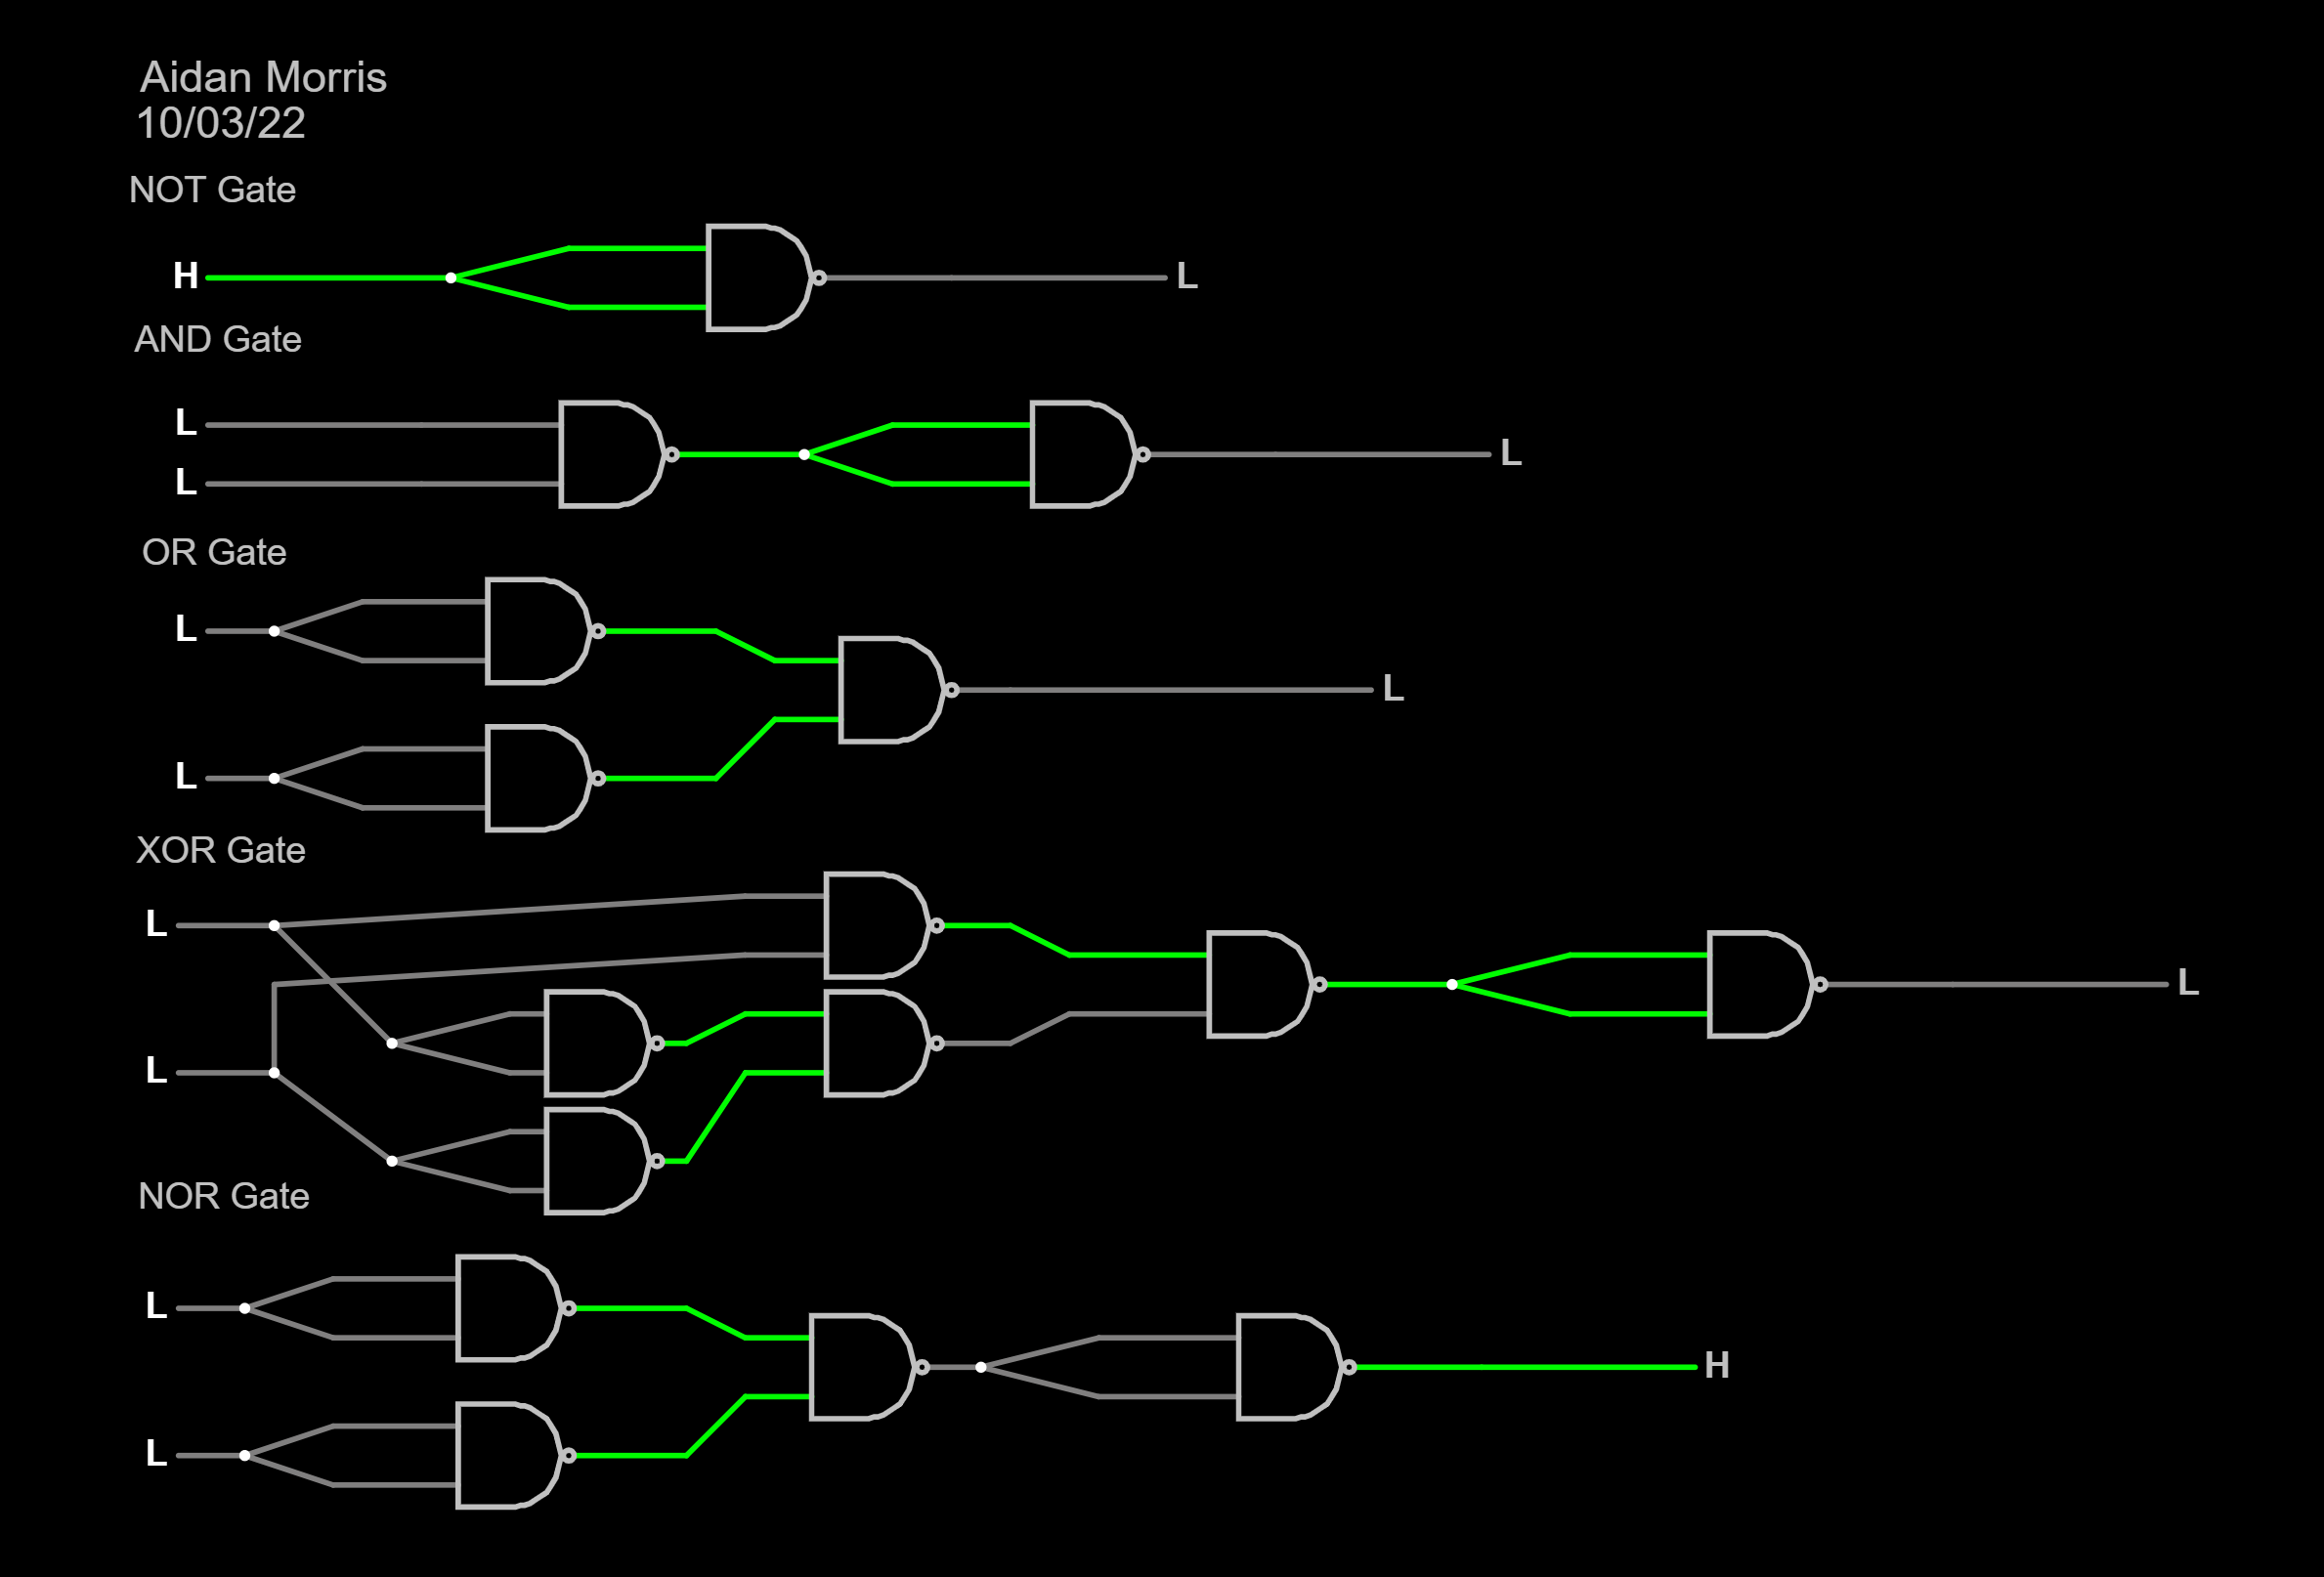 Aidan Morris
10/03/22
NOT Gate
H L
AND Gate
L
L
L
OR Gate
L
L
L
XOR Gate
L
L
L
NOR Gate
L
H
L